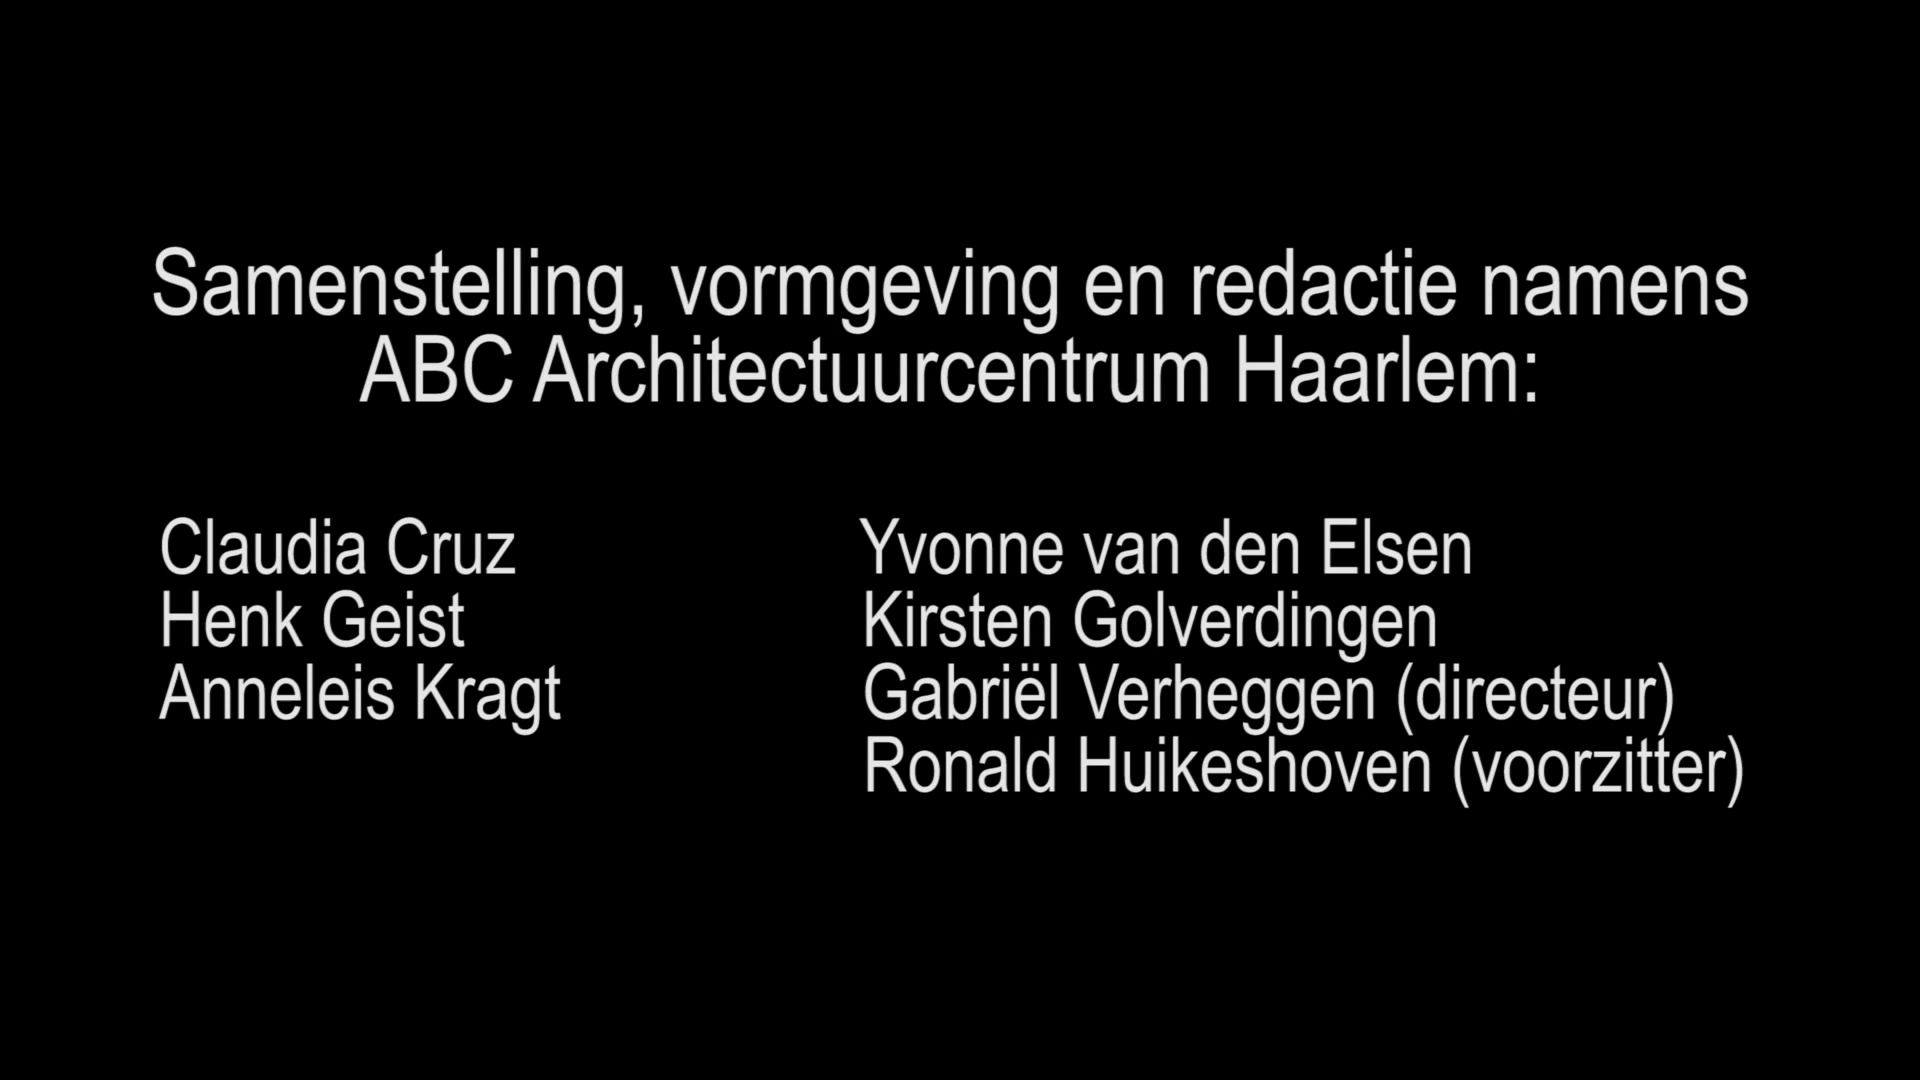 Samenstelling, vormgeving en redactie namens
ABC Architectuurcentrum Haarlem:
Claudia Cruz
Henk Geist
Anneleis Kragt
Yvonne van den Elsen
Kirsten Golverdingen
Gabriël Verheggen (directeur)
Ronald Huikeshoven (voorzitter)